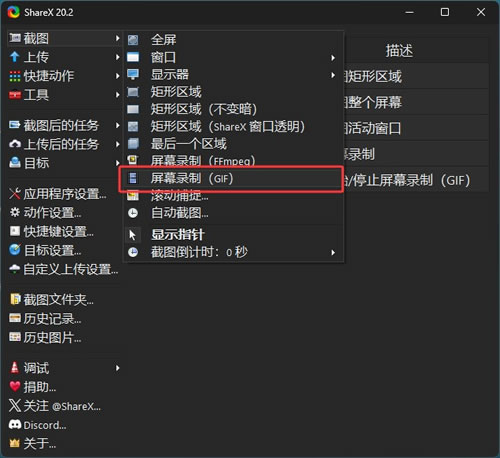 ShareX 20.2
截图
上传
快捷动作
工具
截图后的任务
上传后的任务
目标
应用程序设置...
动作设置...
快捷键设置...
目标设置...
自定义上传设置...
截图文件夹...
历史记录...
历史图片...
调试
捐助...
关注 @ShareX...
Discord...
关于...
全屏
窗口
显示器
矩形区域
矩形区域（不变暗）
矩形区域（ShareX 窗口透明）
最后一个区域
屏幕录制（FFmpeg）
屏幕录制（GIF）
滚动捕捉...
自动截图...
显示指针
截图倒计时：0 秒
描述
矩形区域
整个屏幕
活动窗口
录制
/停止屏幕录制（GIF）